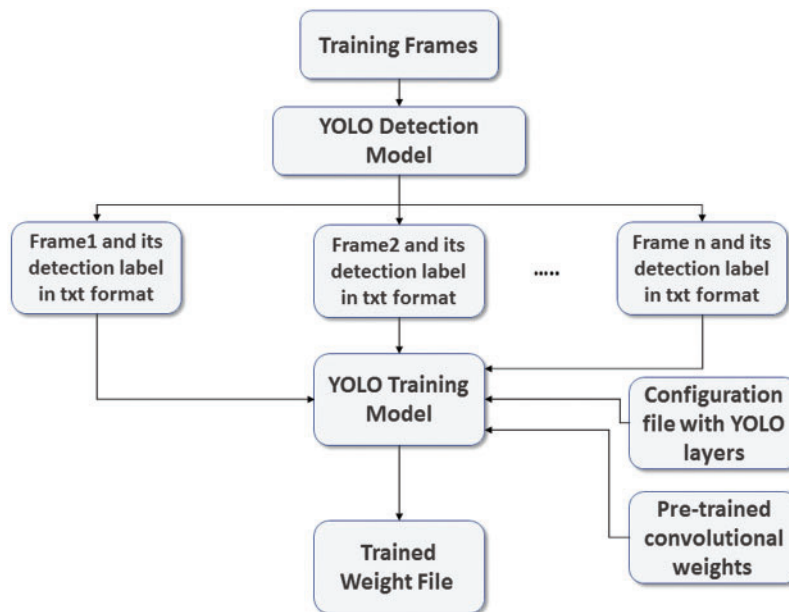 Training Frames
YOLO Detection
Model
Frame1 and its
detection label
in txt format
Frame2 and its
detection label
in txt format
.....
Frame n and its
detection label
in txt format
YOLO Training
Model
Configuration
file with YOLO
layers
Pre-trained
convolutional
weights
Trained
Weight File